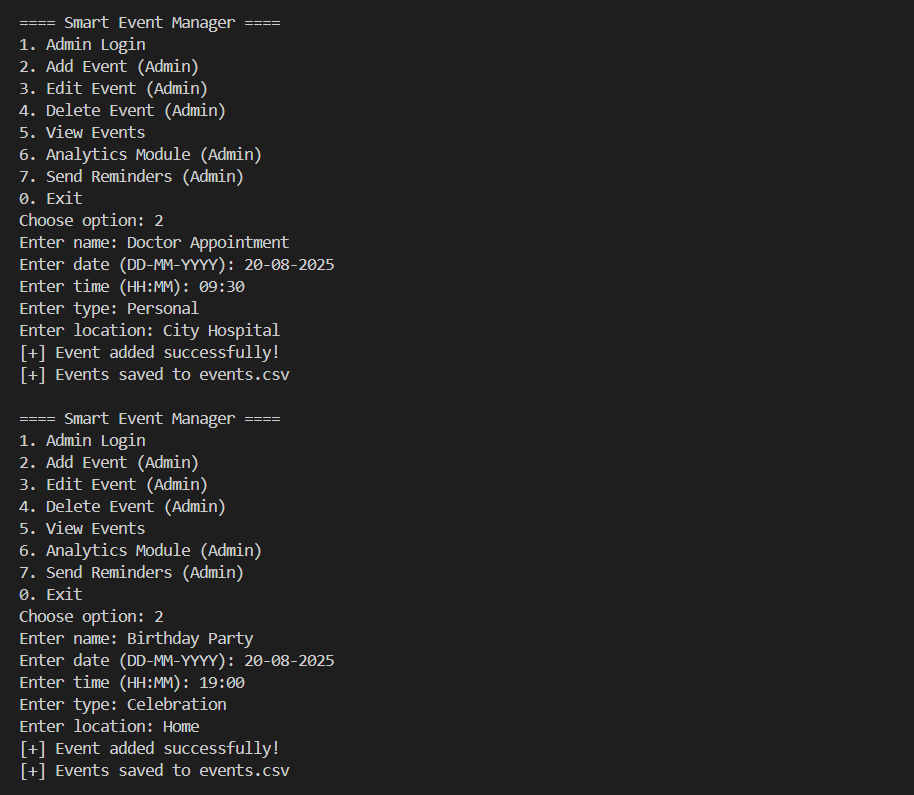 ==== Smart Event Manager ====
1. Admin Login
2. Add Event (Admin)
3. Edit Event (Admin)
4. Delete Event (Admin)
5. View Events
6. Analytics Module (Admin)
7. Send Reminders (Admin)
0. Exit
Choose option: 2
Enter name: Doctor Appointment
Enter date (DD-MM-YYYY): 20-08-2025
Enter time (HH:MM): 09:30
Enter type: Personal
Enter location: City Hospital
[+] Event added successfully!
[+] Events saved to events.csv

==== Smart Event Manager ====
1. Admin Login
2. Add Event (Admin)
3. Edit Event (Admin)
4. Delete Event (Admin)
5. View Events
6. Analytics Module (Admin)
7. Send Reminders (Admin)
0. Exit
Choose option: 2
Enter name: Birthday Party
Enter date (DD-MM-YYYY): 20-08-2025
Enter time (HH:MM): 19:00
Enter type: Celebration
Enter location: Home
[+] Event added successfully!
[+] Events saved to events.csv